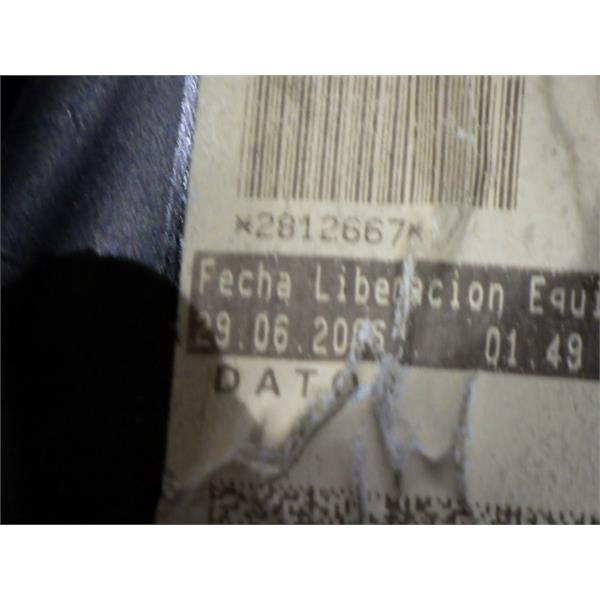 *2812667*
Fecha Liberacion Equi
29.06.2006 01.49
DATO